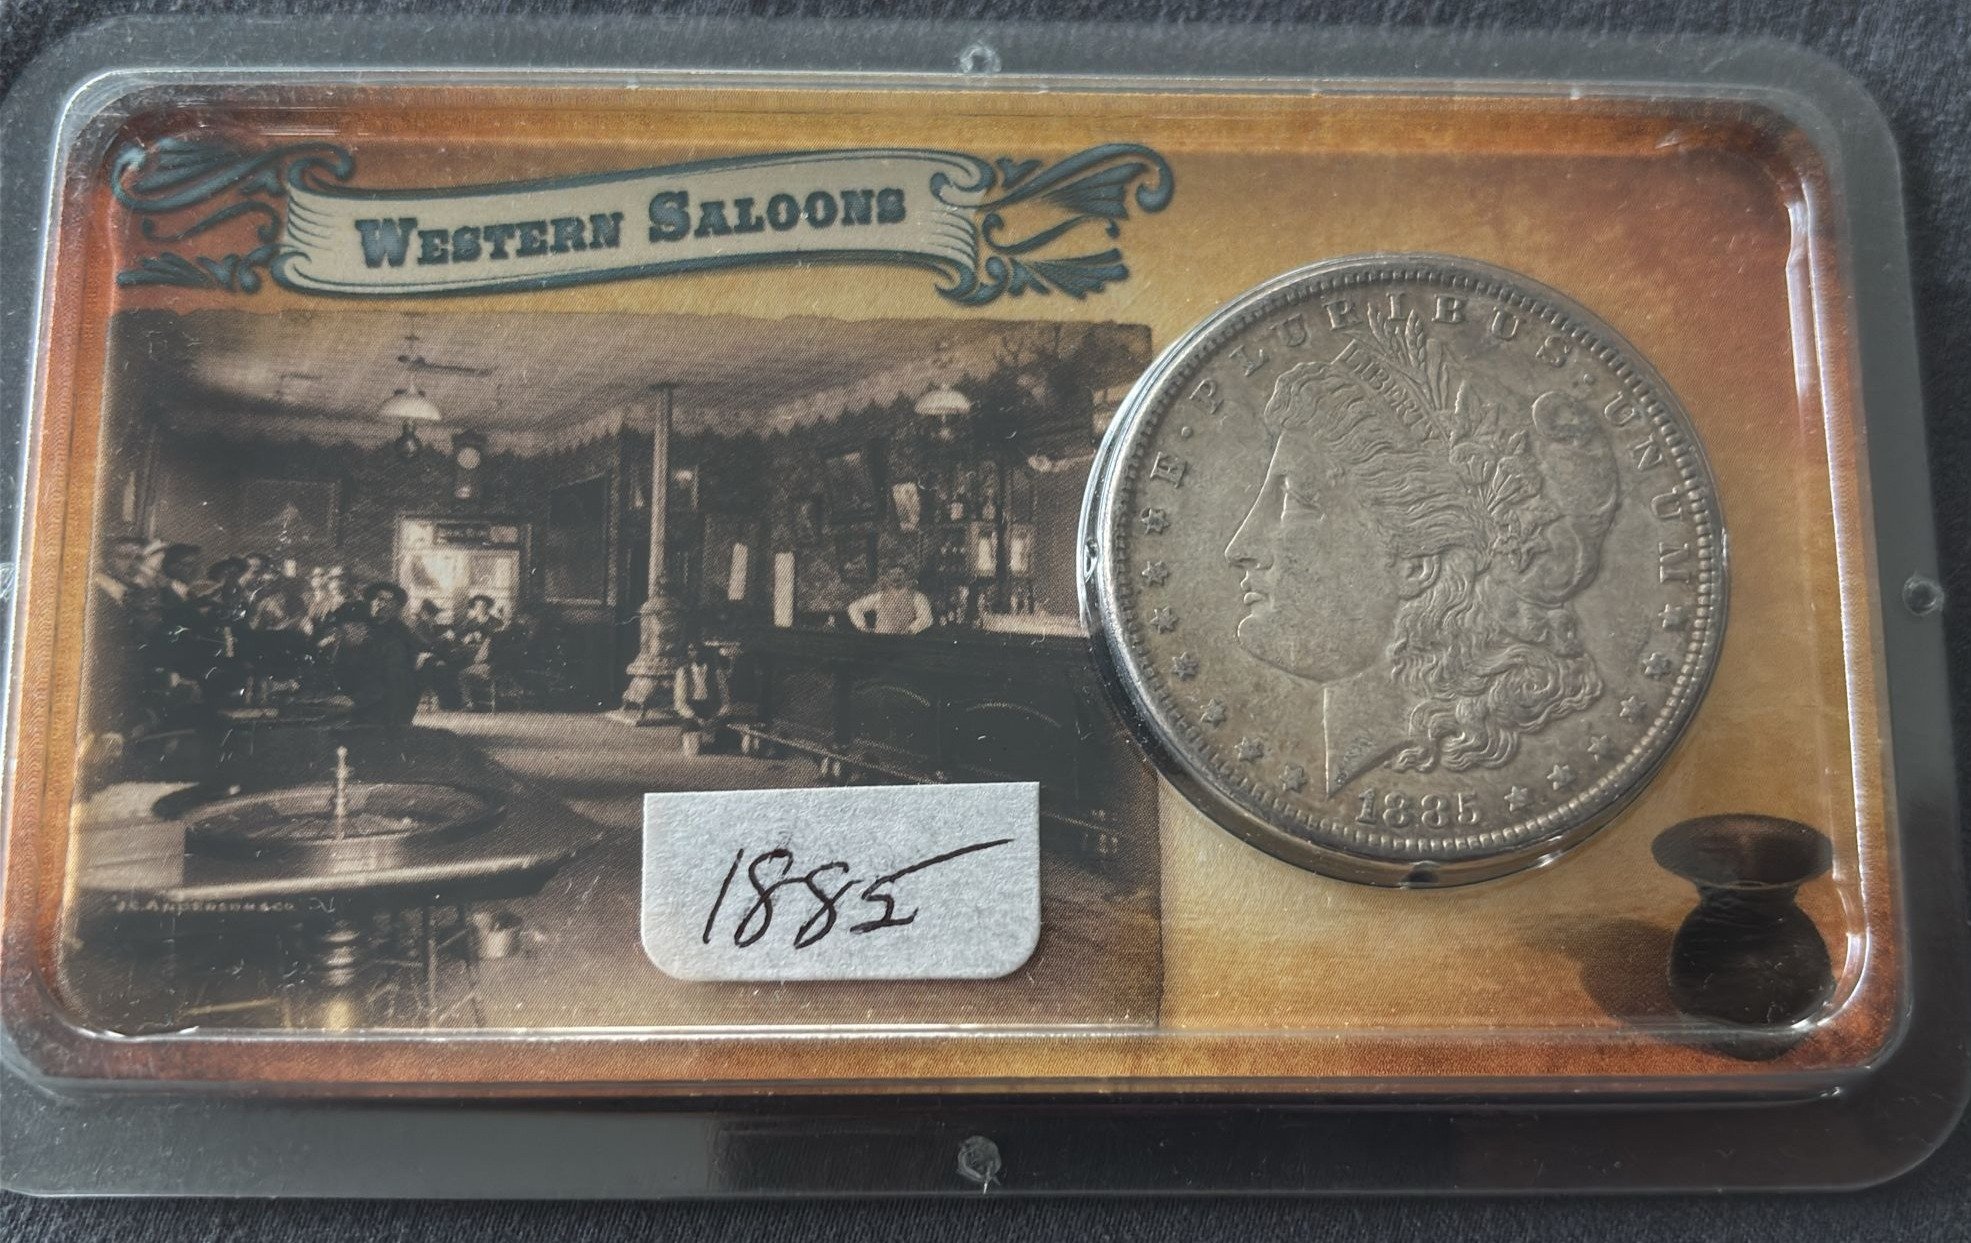 WESTERN SALOONS
E · PLURIBUS · UNUM
LIBERTY
1885
1885